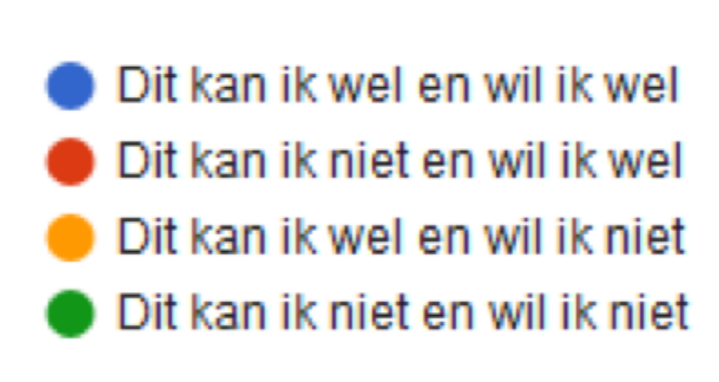 Dit kan ik wel en wil ik wel
Dit kan ik niet en wil ik wel
Dit kan ik wel en wil ik niet
Dit kan ik niet en wil ik niet